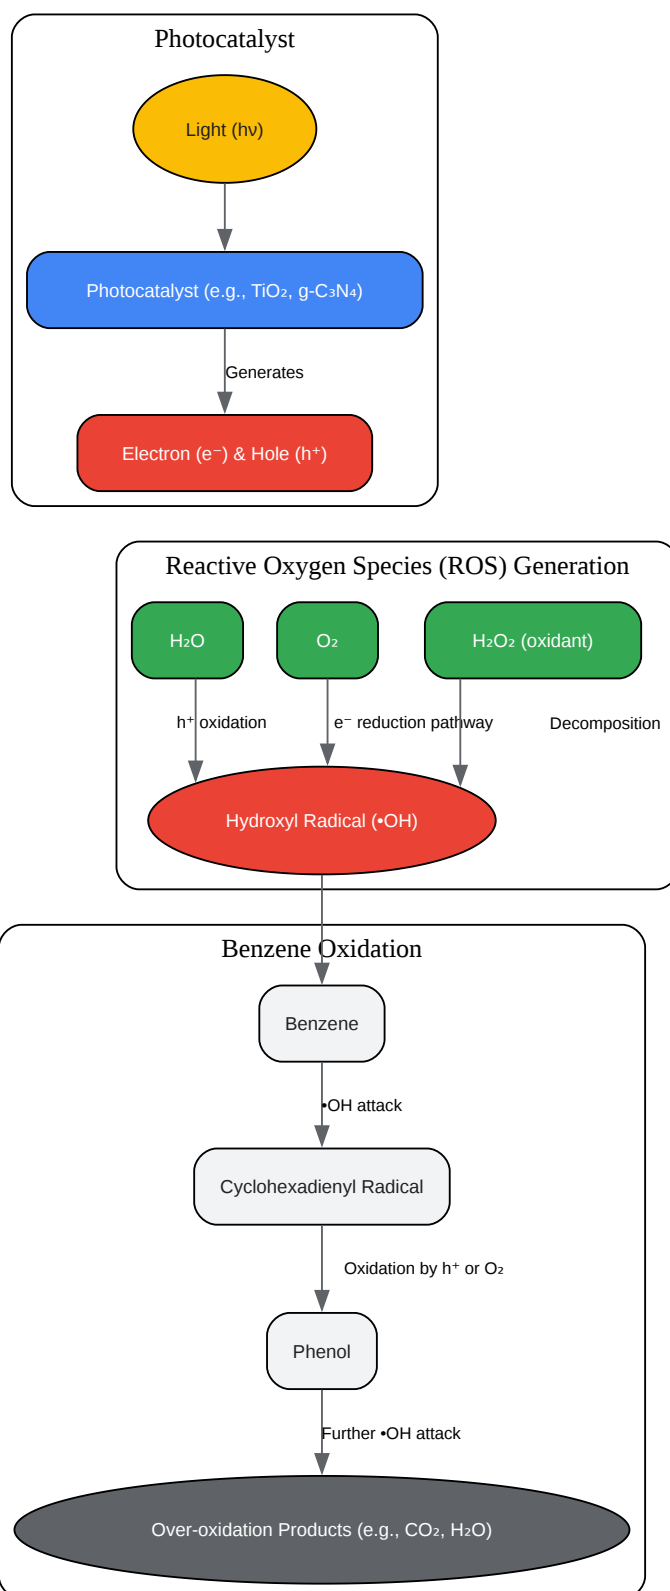 Photocatalyst
Light (hν)
Photocatalyst (e.g., TiO₂, g-C₃N₄)
Generates
Electron (e⁻) & Hole (h⁺)
Reactive Oxygen Species (ROS) Generation
H₂O
O₂
H₂O₂ (oxidant)
h⁺ oxidation
e⁻ reduction pathway
Decomposition
Hydroxyl Radical (•OH)
Benzene Oxidation
Benzene
•OH attack
Cyclohexadienyl Radical
Oxidation by h⁺ or O₂
Phenol
Further •OH attack
Over-oxidation Products (e.g., CO₂, H₂O)